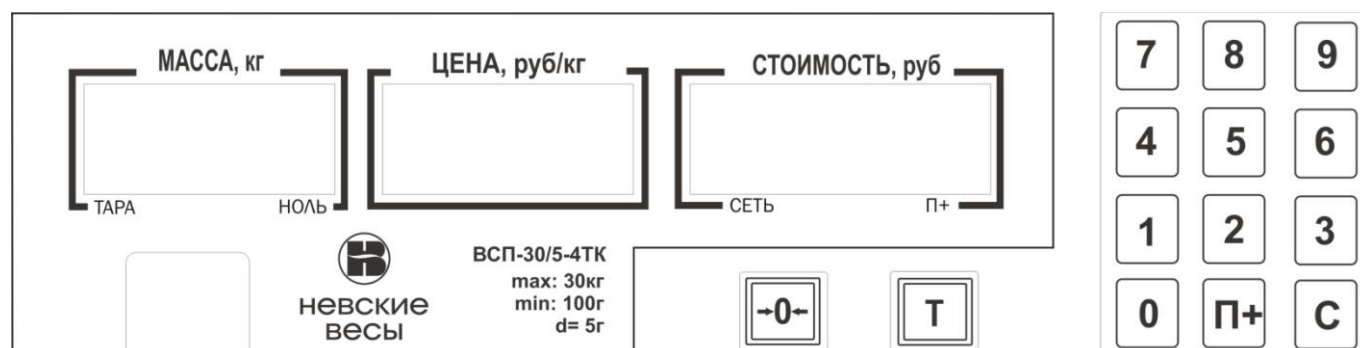 МАССА, кг
ЦЕНА, руб/кг
СТОИМОСТЬ, руб
ТАРА
НОЛЬ
СЕТЬ
П+
невские
весы
ВСП-30/5-4ТК
max: 30кг
min: 100г
d= 5г
→0←
Т
7 8 9
4 5 6
1 2 3
0 П+ С